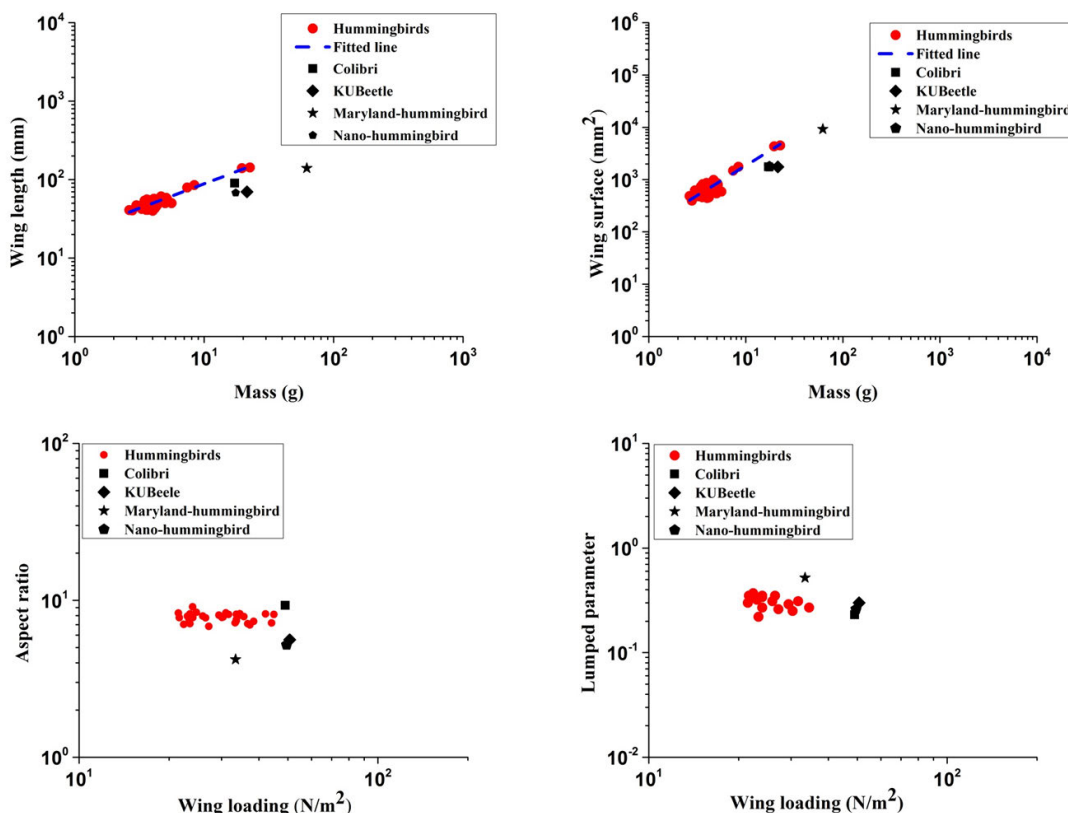 10^4
10^3
10^2
10^1
10^0
Wing length (mm)
Hummingbirds
Fitted line
Colibri
KUBeetle
Maryland-hummingbird
Nano-hummingbird
10^0
10^1
10^2
10^3
Mass (g)
10^6
10^5
10^4
10^3
10^2
10^1
10^0
Wing surface (mm^2)
Hummingbirds
Fitted line
Colibri
KUBeetle
Maryland-hummingbird
Nano-hummingbird
10^0
10^1
10^2
10^3
10^4
Mass (g)
10^2
10^1
10^0
Aspect ratio
Hummingbirds
Colibri
KUBeele
Maryland-hummingbird
Nano-hummingbird
10^1
10^2
Wing loading (N/m^2)
10^1
10^0
10^-1
10^-2
Lumped parameter
Hummingbirds
Colibri
KUBeetle
Maryland-hummingbird
Nano-hummingbird
10^1
10^2
Wing loading (N/m^2)